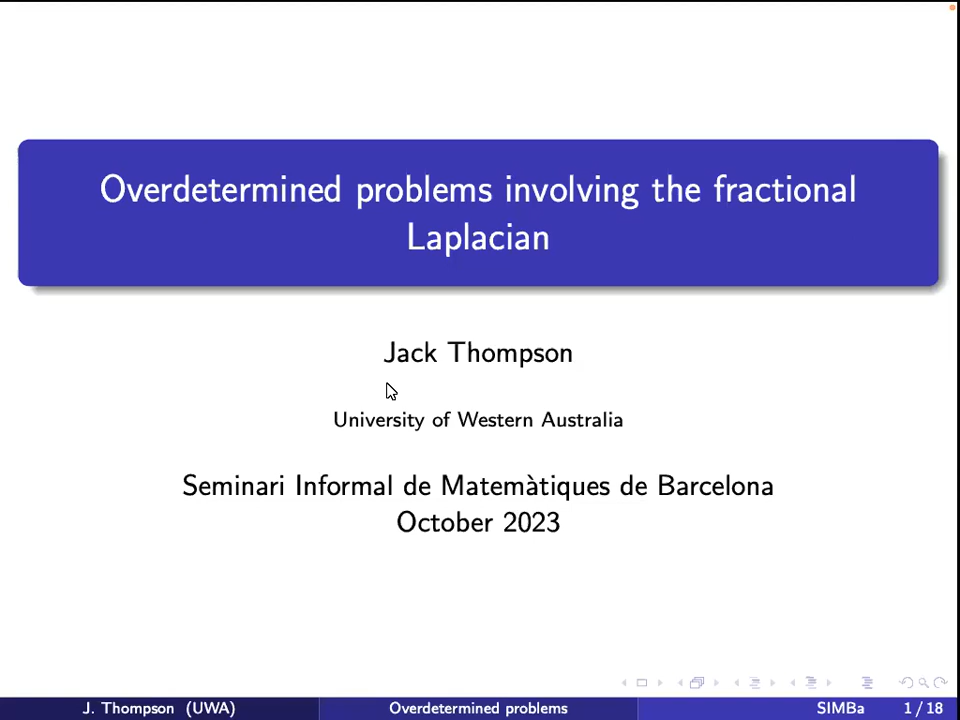 Overdetermined problems involving the fractional
Laplacian
Jack Thompson
University of Western Australia
Seminari Informal de Matemàtiques de Barcelona
October 2023
J. Thompson (UWA) Overdetermined problems SIMBa 1 / 18